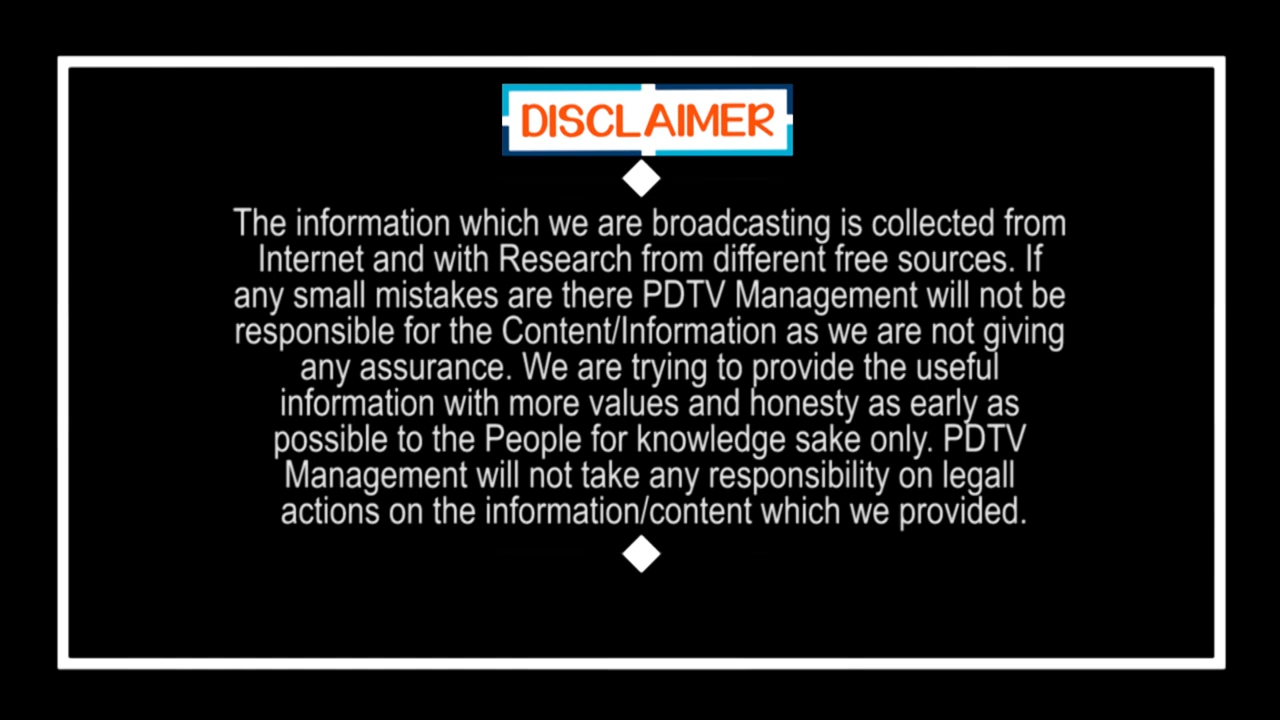 DISCLAIMER
The information which we are broadcasting is collected from
Internet and with Research from different free sources. If
any small mistakes are there PDTV Management will not be
responsible for the Content/Information as we are not giving
any assurance. We are trying to provide the useful
information with more values and honesty as early as
possible to the People for knowledge sake only. PDTV
Management will not take any responsibility on legall
actions on the information/content which we provided.